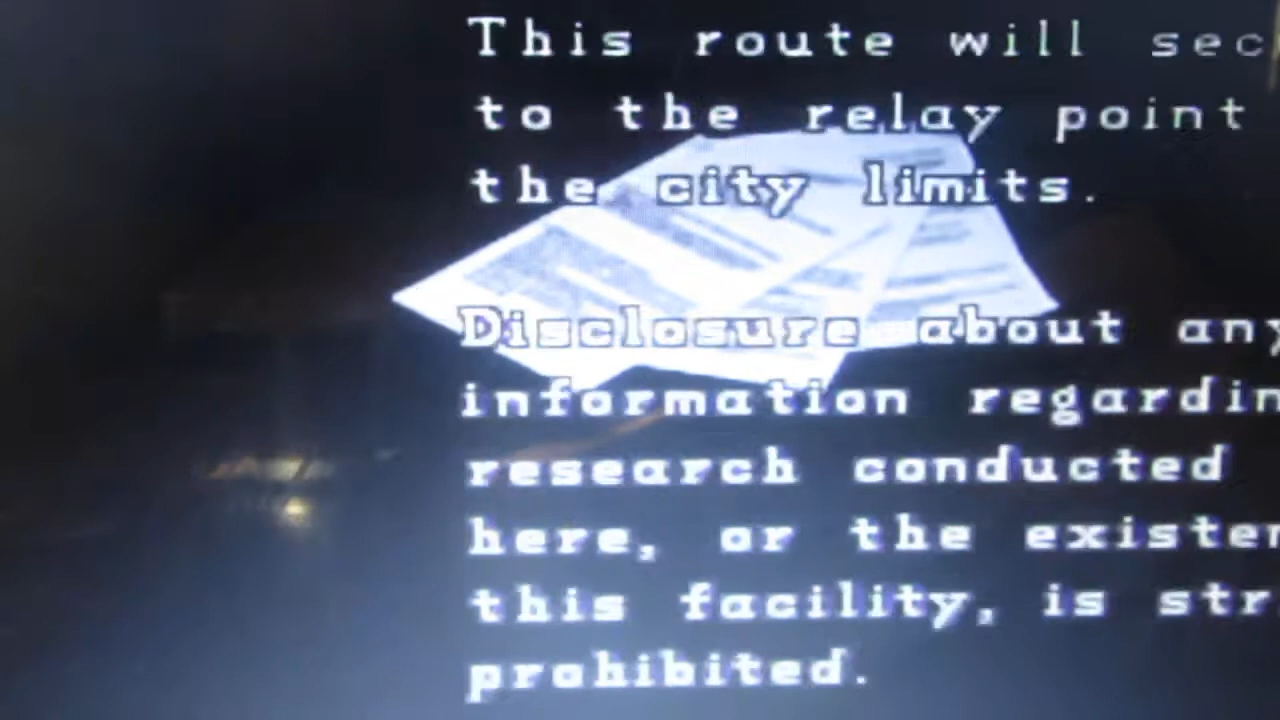 This route will sec
to the relay point
the city limits.
Disclosure about any
information regardin
research conducted
here, or the existen
this facility, is str
prohibited.